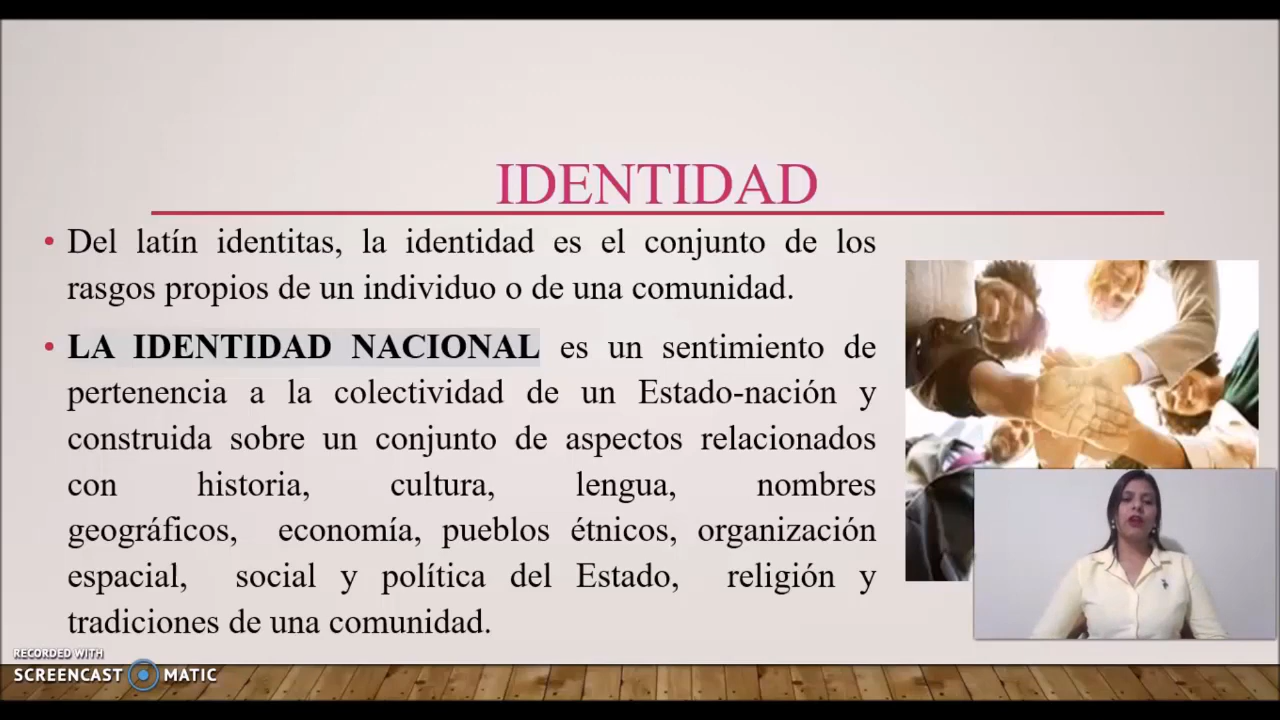 IDENTIDAD
• Del latín identitas, la identidad es el conjunto de los
rasgos propios de un individuo o de una comunidad.
• LA IDENTIDAD NACIONAL es un sentimiento de
pertenencia a la colectividad de un Estado-nación y
construida sobre un conjunto de aspectos relacionados
con historia, cultura, lengua, nombres
geográficos, economía, pueblos étnicos, organización
espacial, social y política del Estado, religión y
tradiciones de una comunidad.
RECORDED WITH
SCREENCAST MATIC